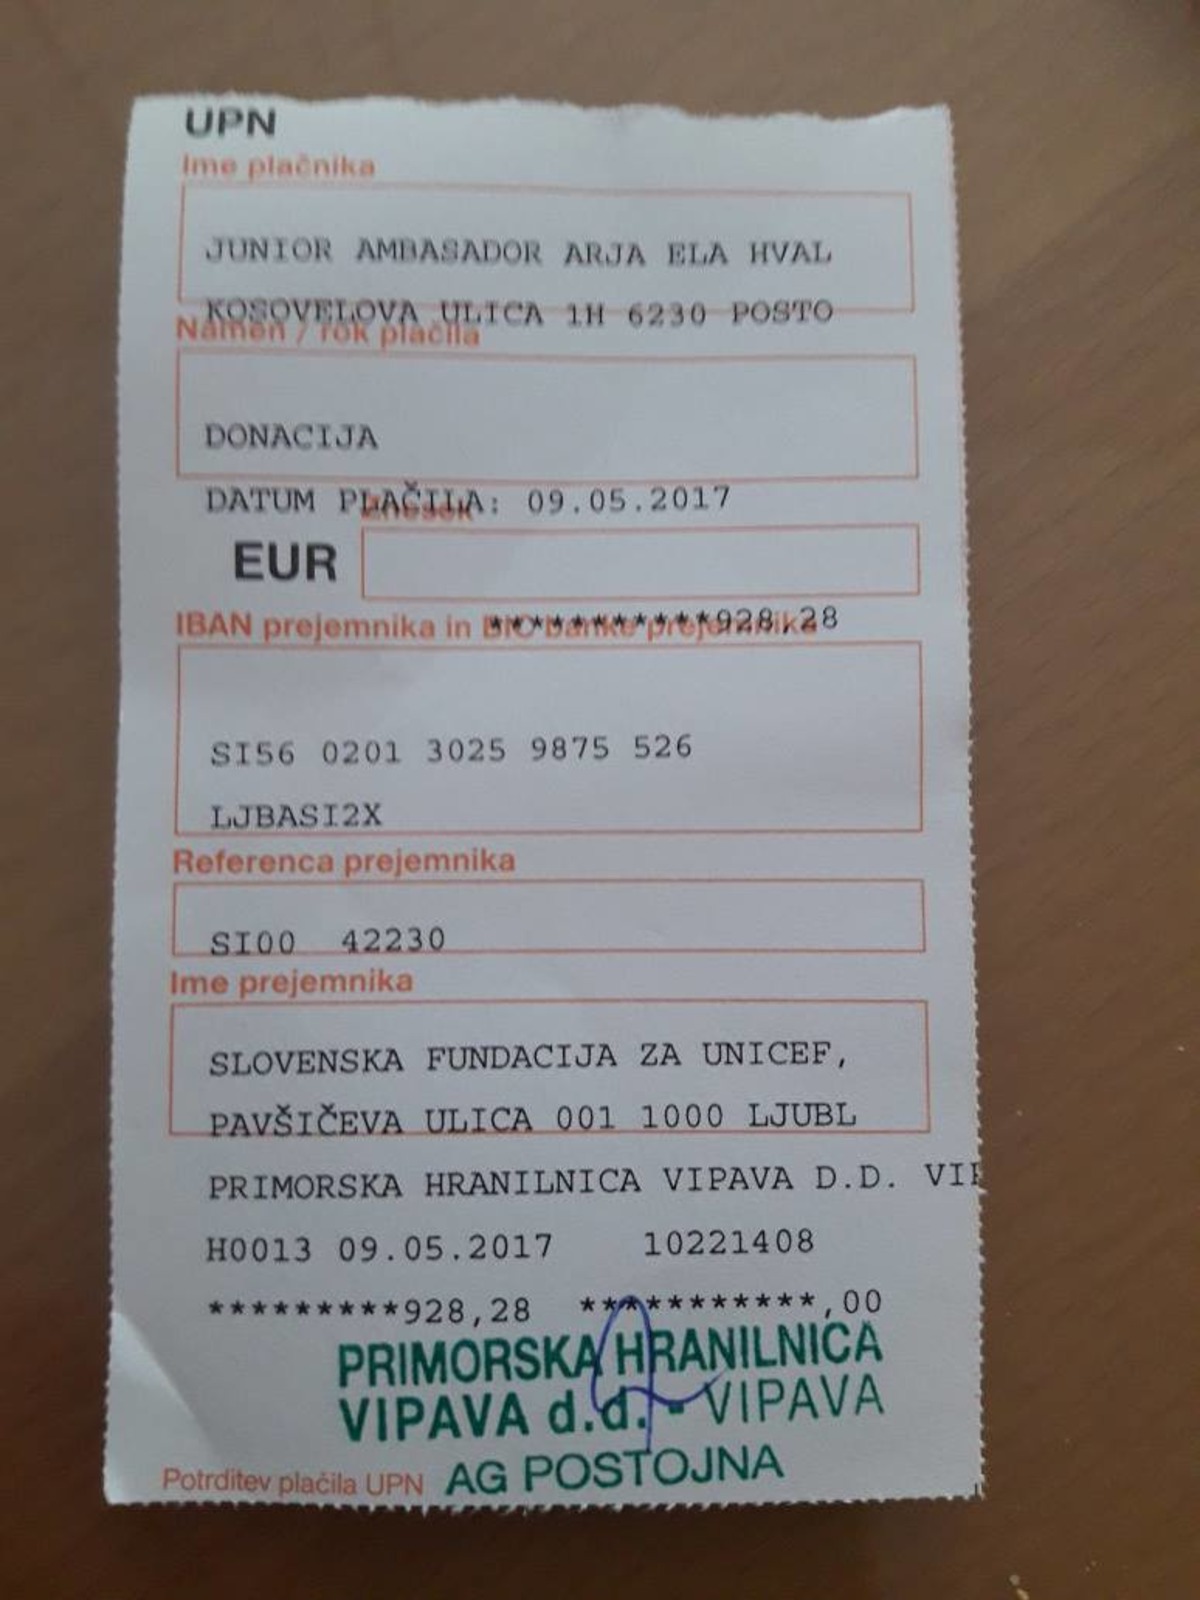 UPN
Ime plačnika
JUNIOR AMBASADOR ARJA ELA HVAL
KOSOVELOVA ULICA 1H 6230 POSTO
Namen / rok plačila
DONACIJA
DATUM PLAČILA: 09.05.2017
Znesek
EUR
***********928,28
IBAN prejemnika in BIC banke prejemnika
SI56 0201 3025 9875 526
LJBASI2X
Referenca prejemnika
SI00 42230
Ime prejemnika
SLOVENSKA FUNDACIJA ZA UNICEF,
PAVŠIČEVA ULICA 001 1000 LJUBL
PRIMORSKA HRANILNICA VIPAVA D.D. VIP
H0013 09.05.2017 10221408
*********928,28 ***********,00
PRIMORSKA HRANILNICA
VIPAVA d.d. - VIPAVA
AG POSTOJNA
Potrditev plačila UPN